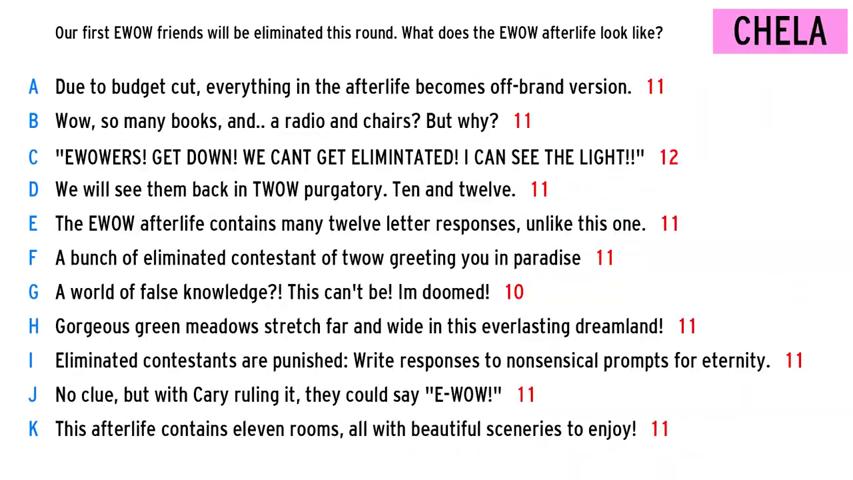 Our first EWOW friends will be eliminated this round. What does the EWOW afterlife look like?
CHELA
A Due to budget cut, everything in the afterlife becomes off-brand version. 11
B Wow, so many books, and.. a radio and chairs? But why? 11
C "EWOWERS! GET DOWN! WE CANT GET ELIMINTATED! I CAN SEE THE LIGHT!!" 12
D We will see them back in TWOW purgatory. Ten and twelve. 11
E The EWOW afterlife contains many twelve letter responses, unlike this one. 11
F A bunch of eliminated contestant of twow greeting you in paradise 11
G A world of false knowledge?! This can't be! Im doomed! 10
H Gorgeous green meadows stretch far and wide in this everlasting dreamland! 11
I Eliminated contestants are punished: Write responses to nonsensical prompts for eternity. 11
J No clue, but with Cary ruling it, they could say "E-WOW!" 11
K This afterlife contains eleven rooms, all with beautiful sceneries to enjoy! 11